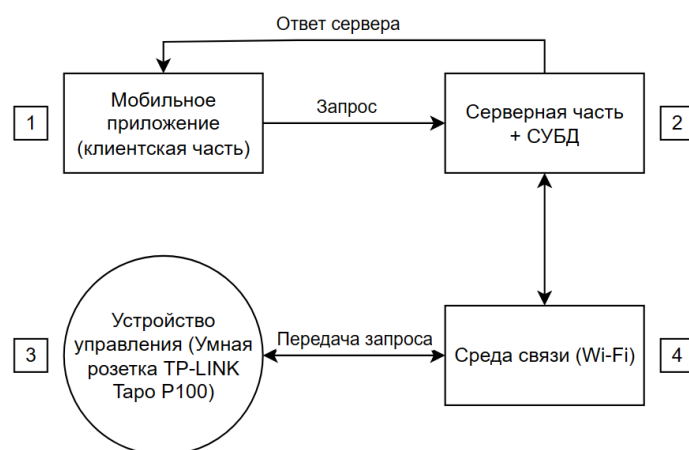 Ответ сервера
1
Мобильное
приложение
(клиентская часть)
Запрос
Серверная часть
+ СУБД
2
3
Устройство
управления (Умная
розетка TP-LINK
Таро P100)
Передача запроса
Среда связи (Wi-Fi)
4